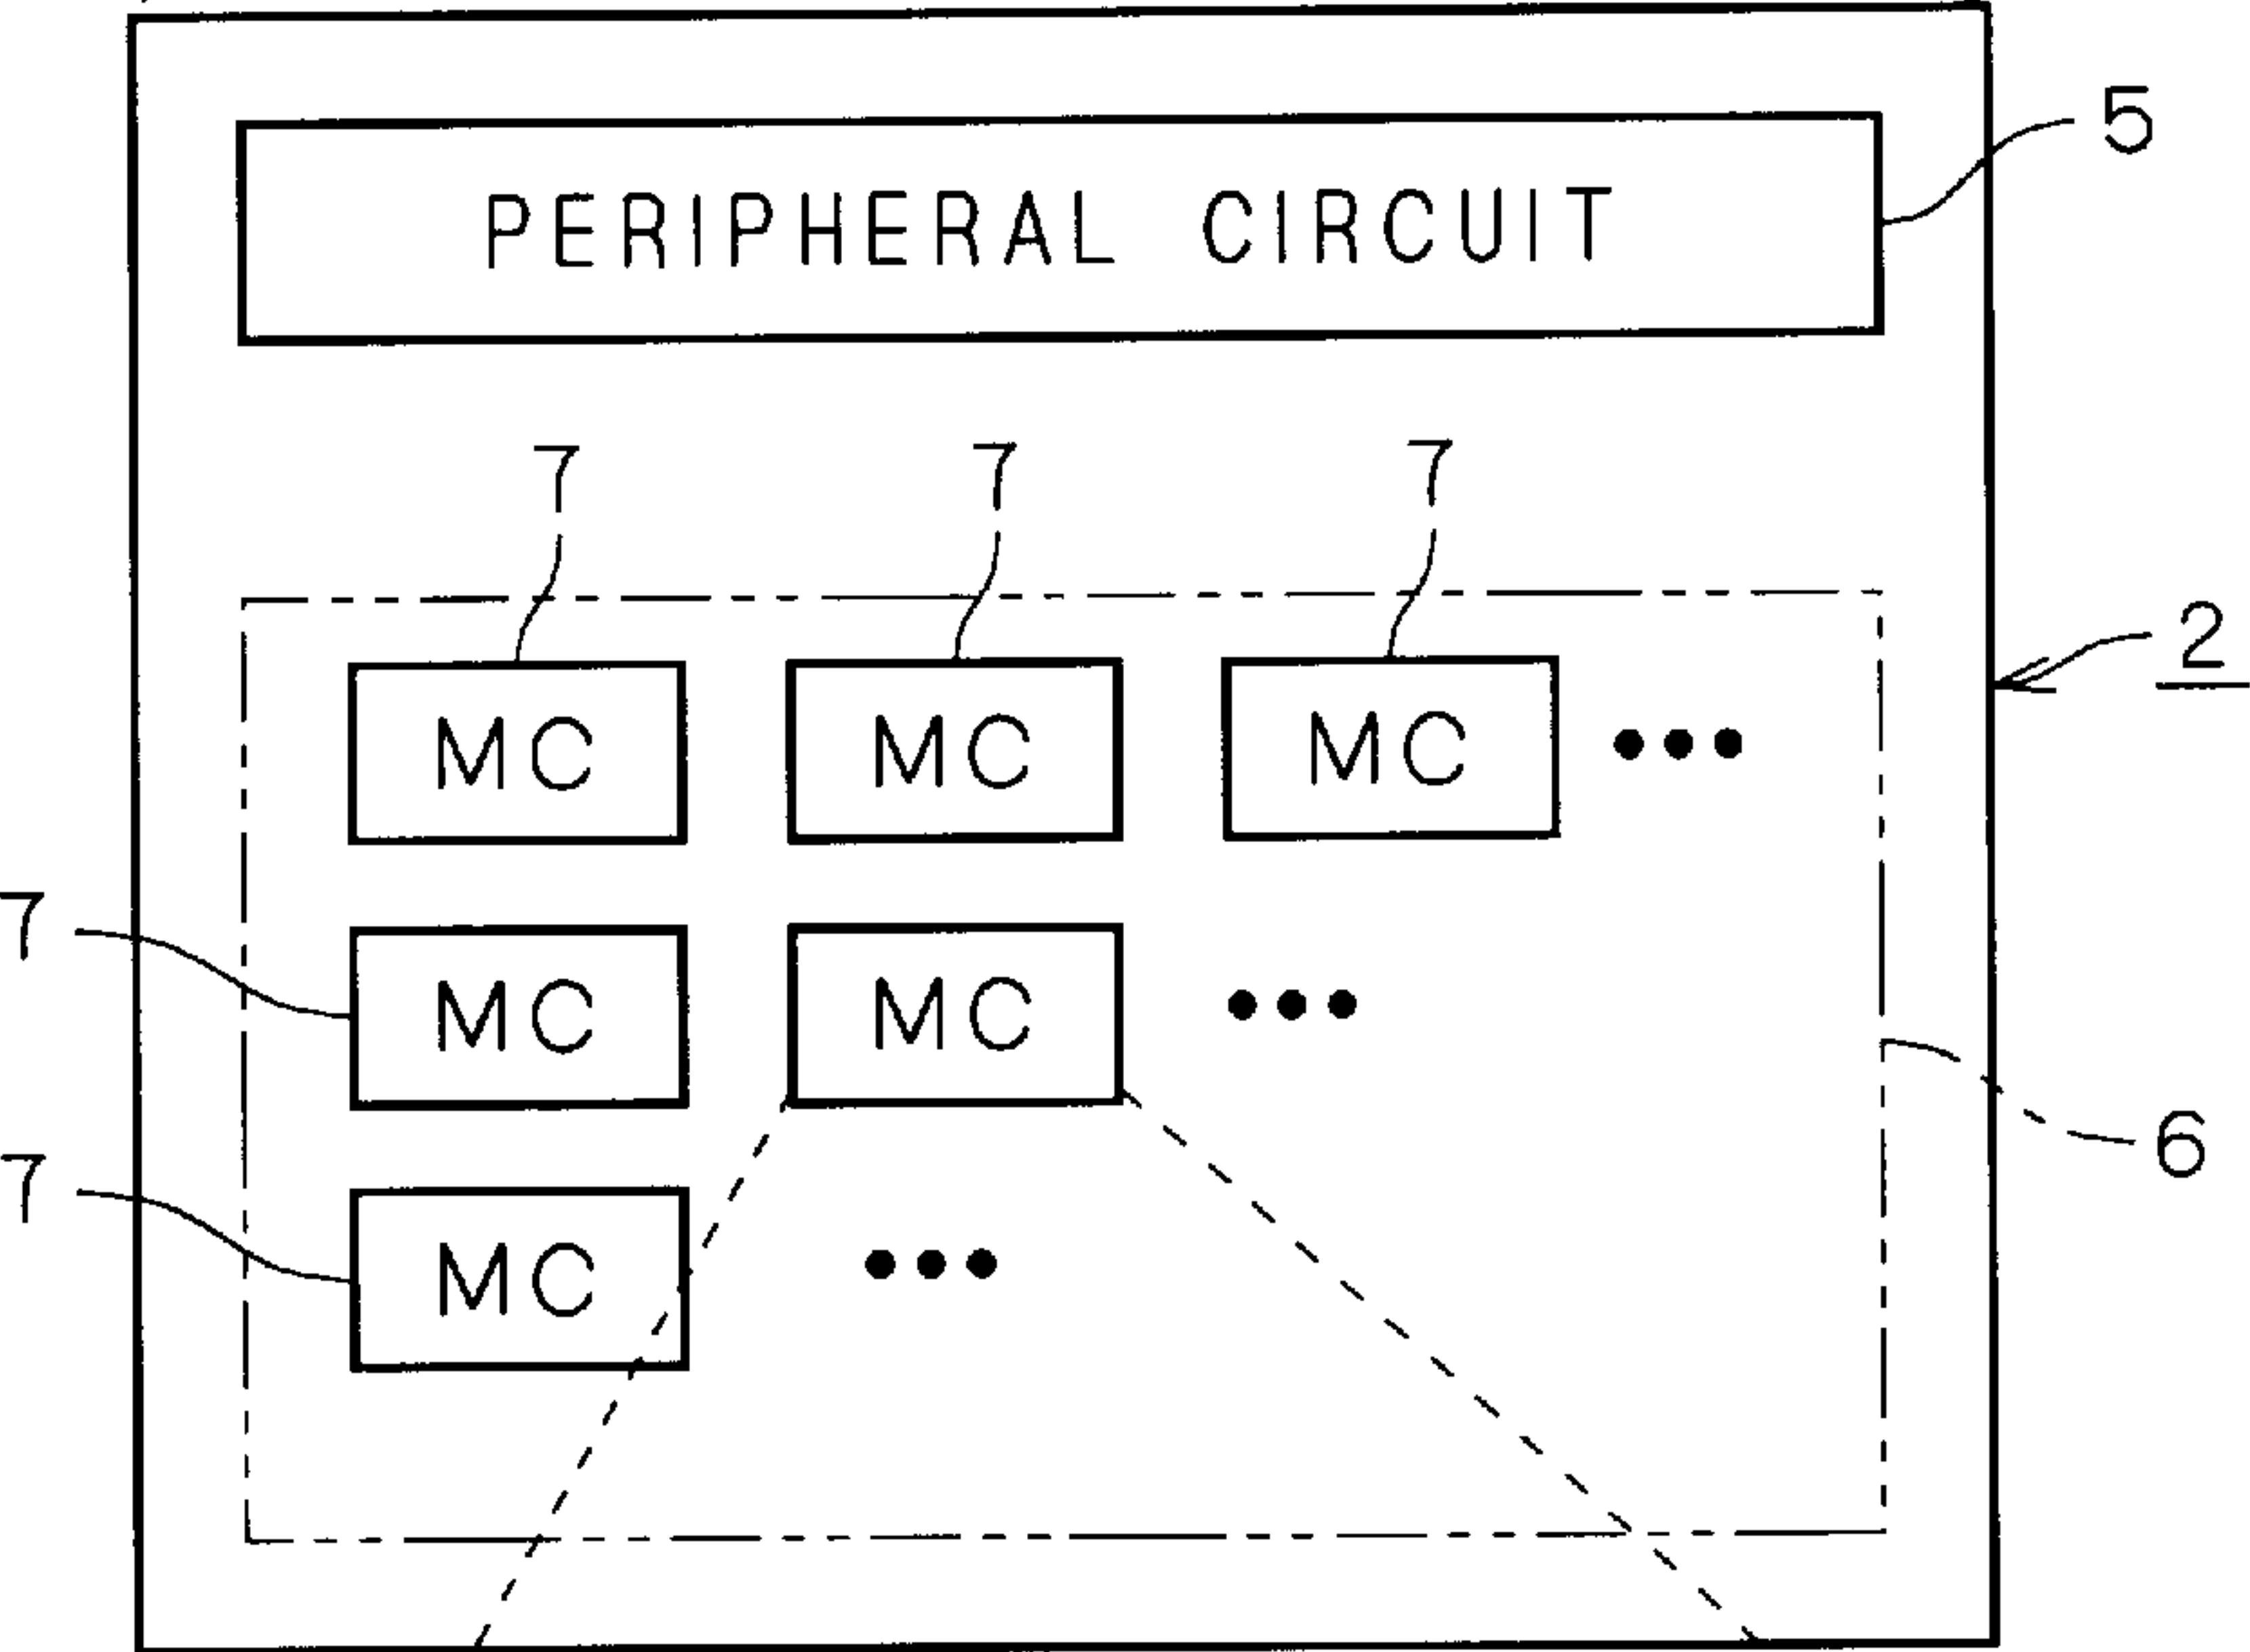 5
PERIPHERAL CIRCUIT
7 7 7
2
MC MC MC •••
7
MC MC •••
6
7
MC •••